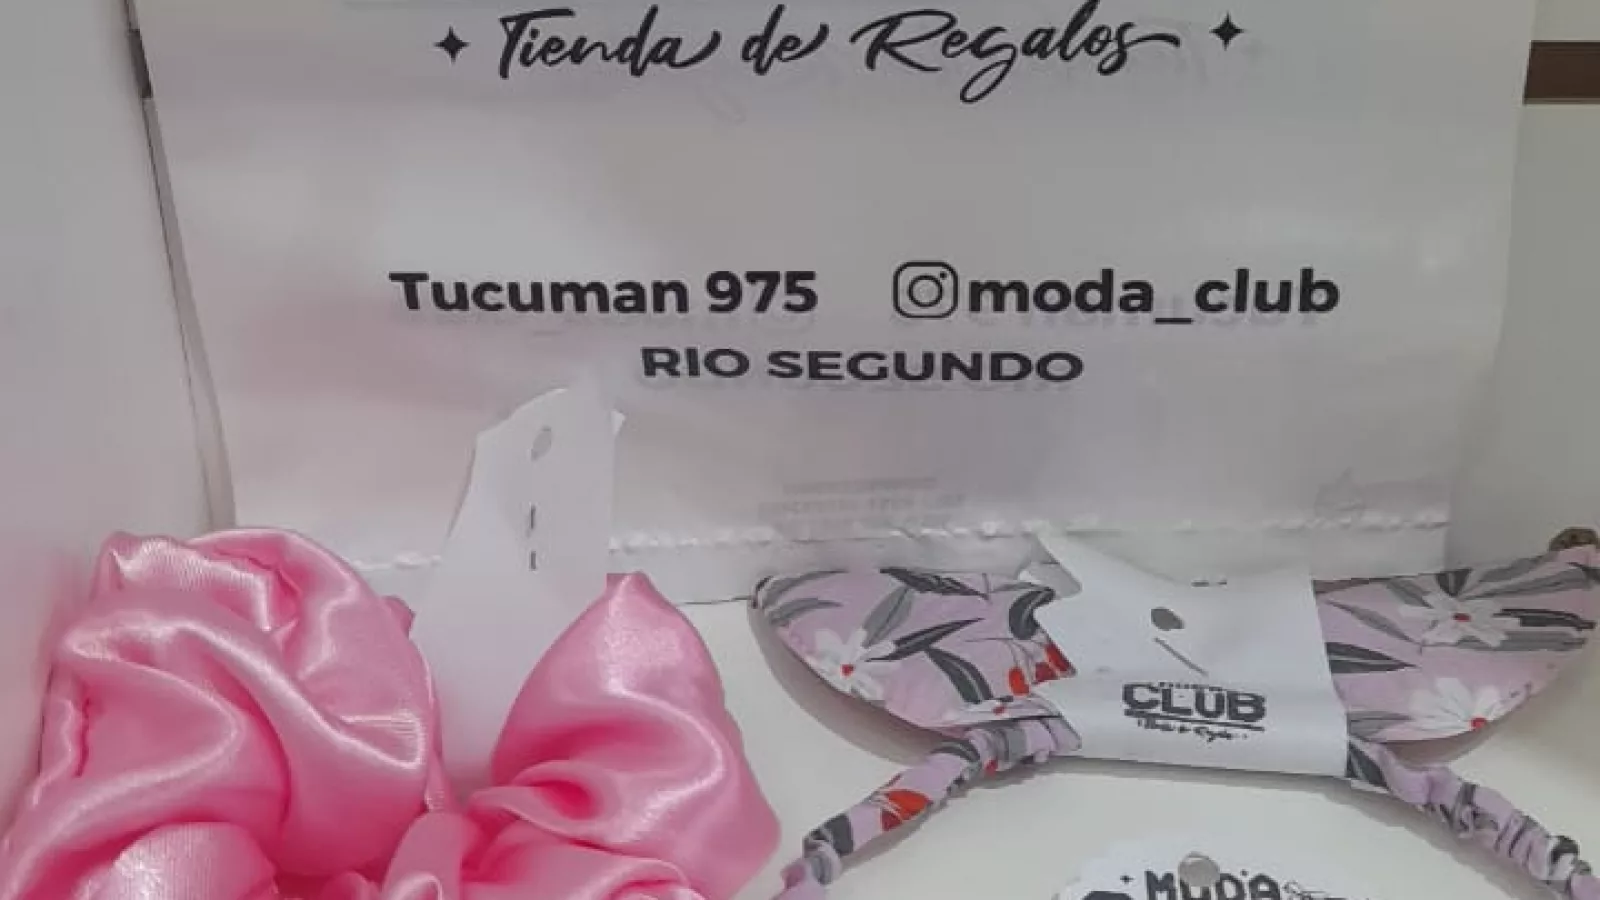 Tienda de Regalos
Tucuman 975 moda_club
RIO SEGUNDO
CLUB
MODA